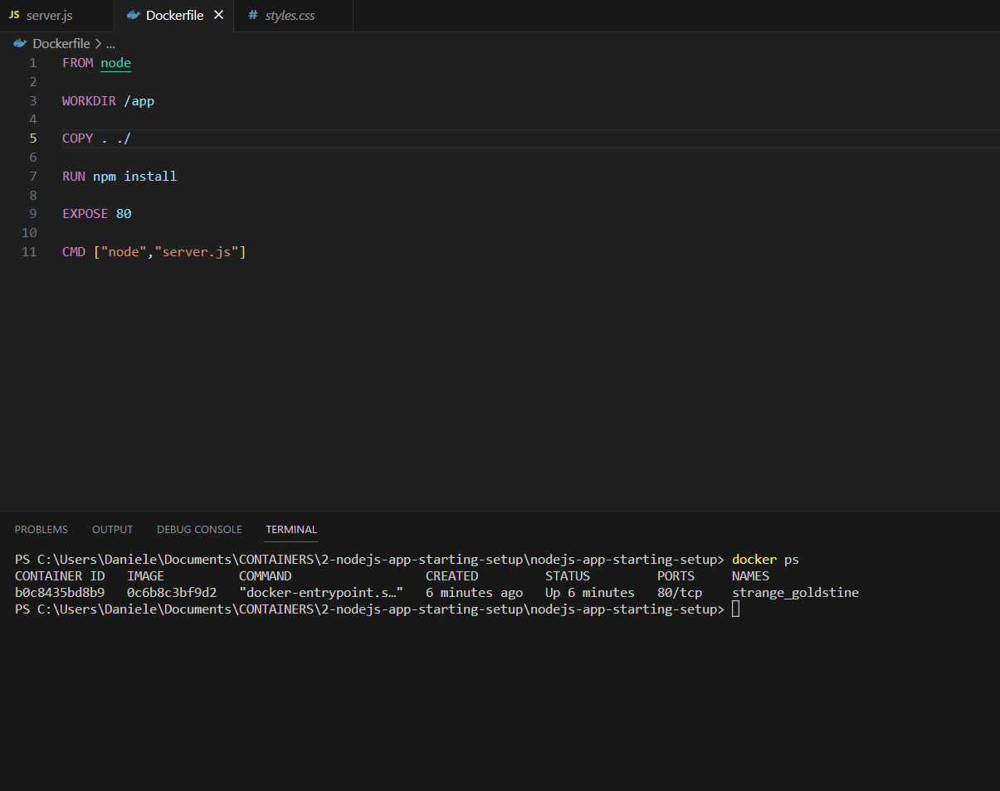 JS server.js Dockerfile × # styles.css
Dockerfile > ...
1 FROM node
2
3 WORKDIR /app
4
5 COPY . ./
6
7 RUN npm install
8
9 EXPOSE 80
10
11 CMD ["node","server.js"]
PROBLEMS OUTPUT DEBUG CONSOLE TERMINAL
PS C:\Users\Daniele\Documents\CONTAINERS\2-nodejs-app-starting-setup\nodejs-app-starting-setup> docker ps
CONTAINER ID IMAGE COMMAND CREATED STATUS PORTS NAMES
b0c8435bd8b9 0c6b8c3bf9d2 "docker-entrypoint.s…" 6 minutes ago Up 6 minutes 80/tcp strange_goldstine
PS C:\Users\Daniele\Documents\CONTAINERS\2-nodejs-app-starting-setup\nodejs-app-starting-setup>